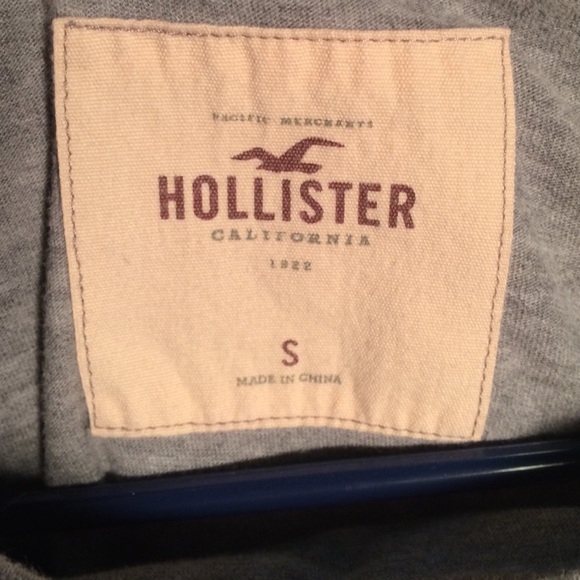 PACIFIC MERCHANTS
HOLLISTER
CALIFORNIA
1922
S
MADE IN CHINA